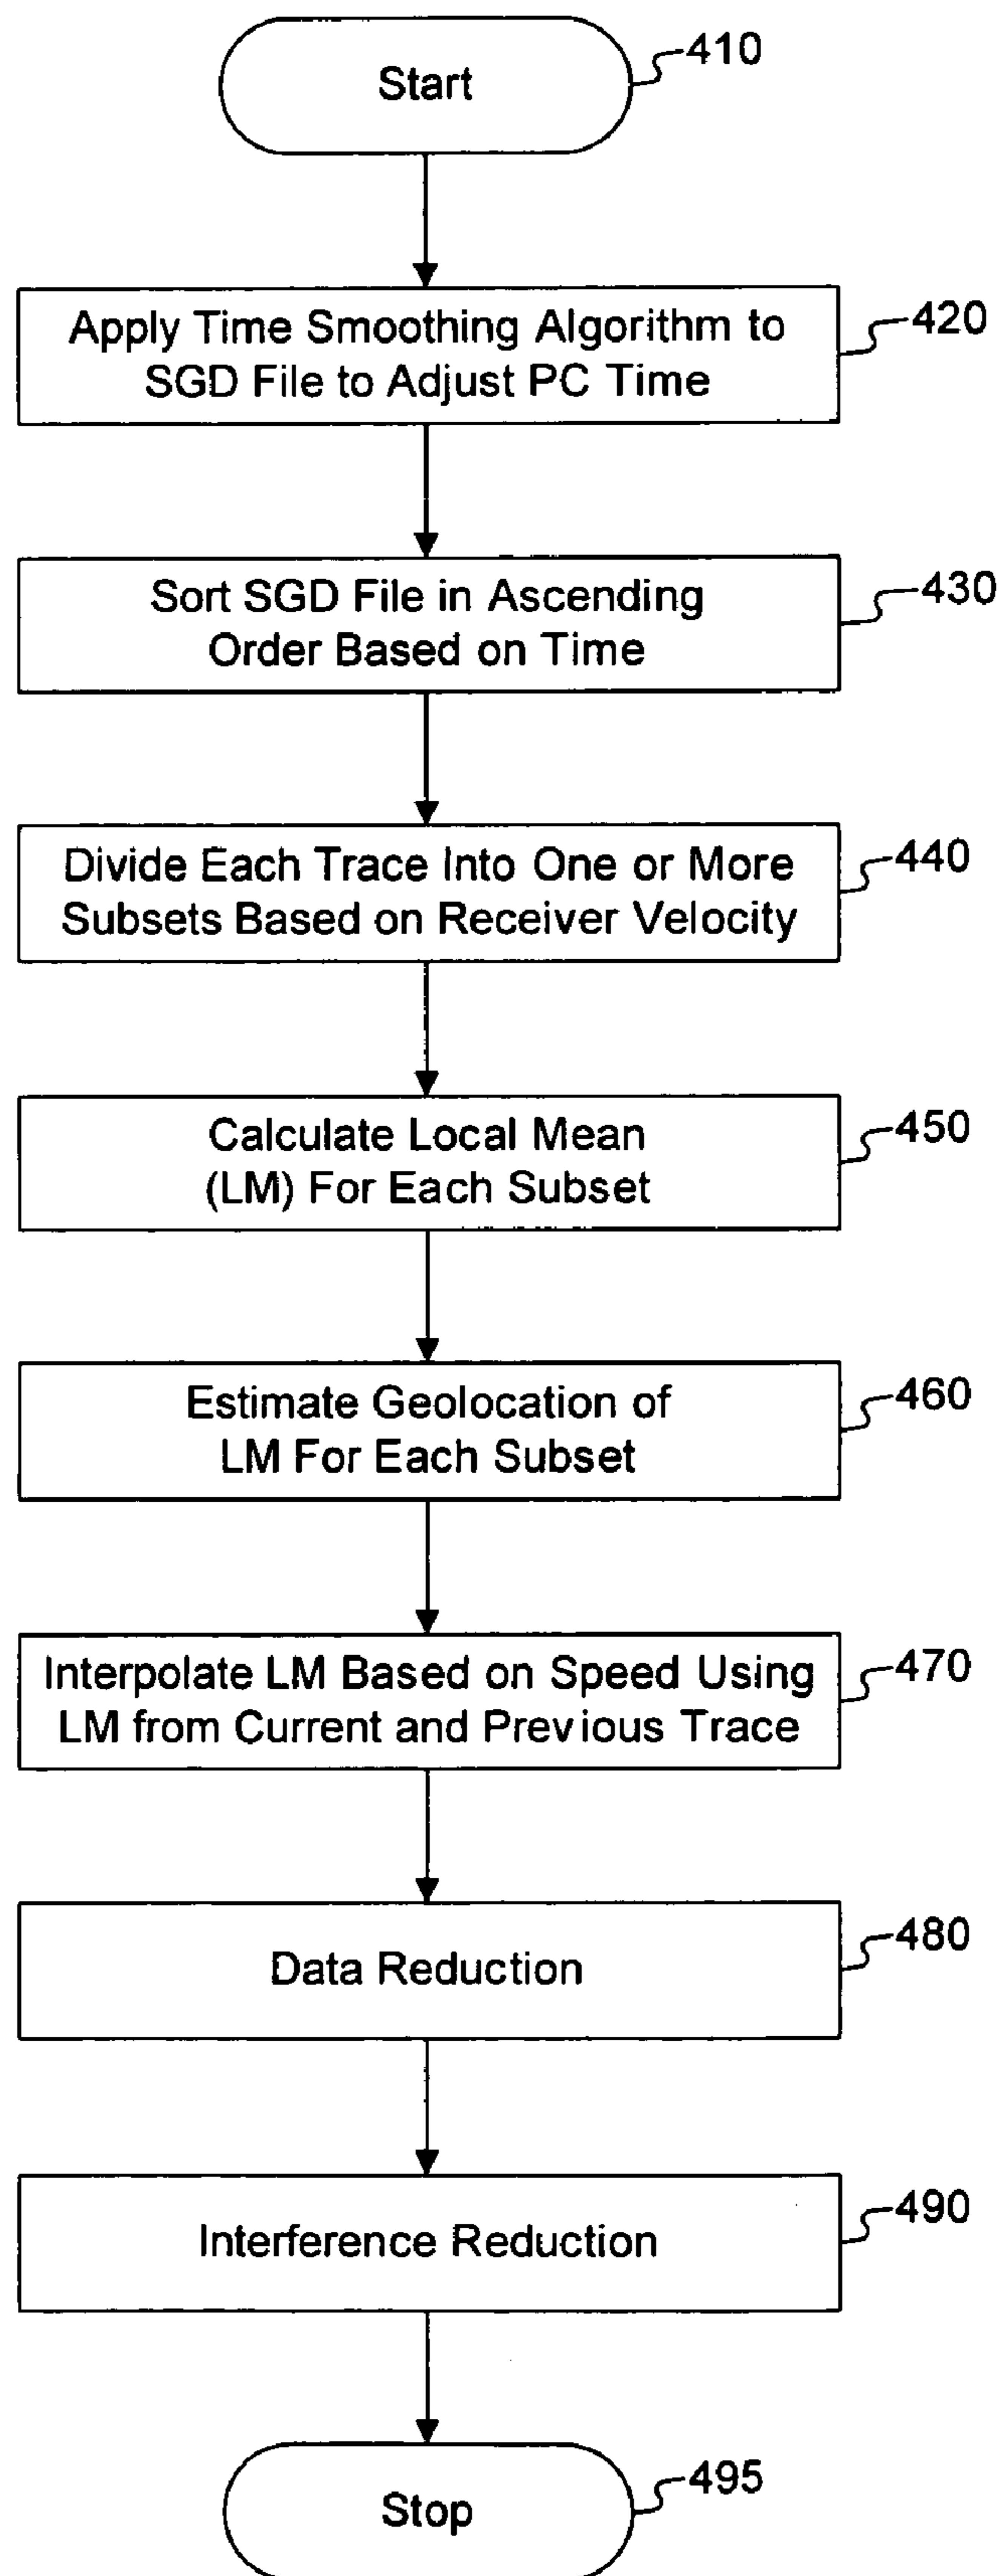 Start
410
Apply Time Smoothing Algorithm to
SGD File to Adjust PC Time
420
Sort SGD File in Ascending
Order Based on Time
430
Divide Each Trace Into One or More
Subsets Based on Receiver Velocity
440
Calculate Local Mean
(LM) For Each Subset
450
Estimate Geolocation of
LM For Each Subset
460
Interpolate LM Based on Speed Using
LM from Current and Previous Trace
470
Data Reduction
480
Interference Reduction
490
Stop
495